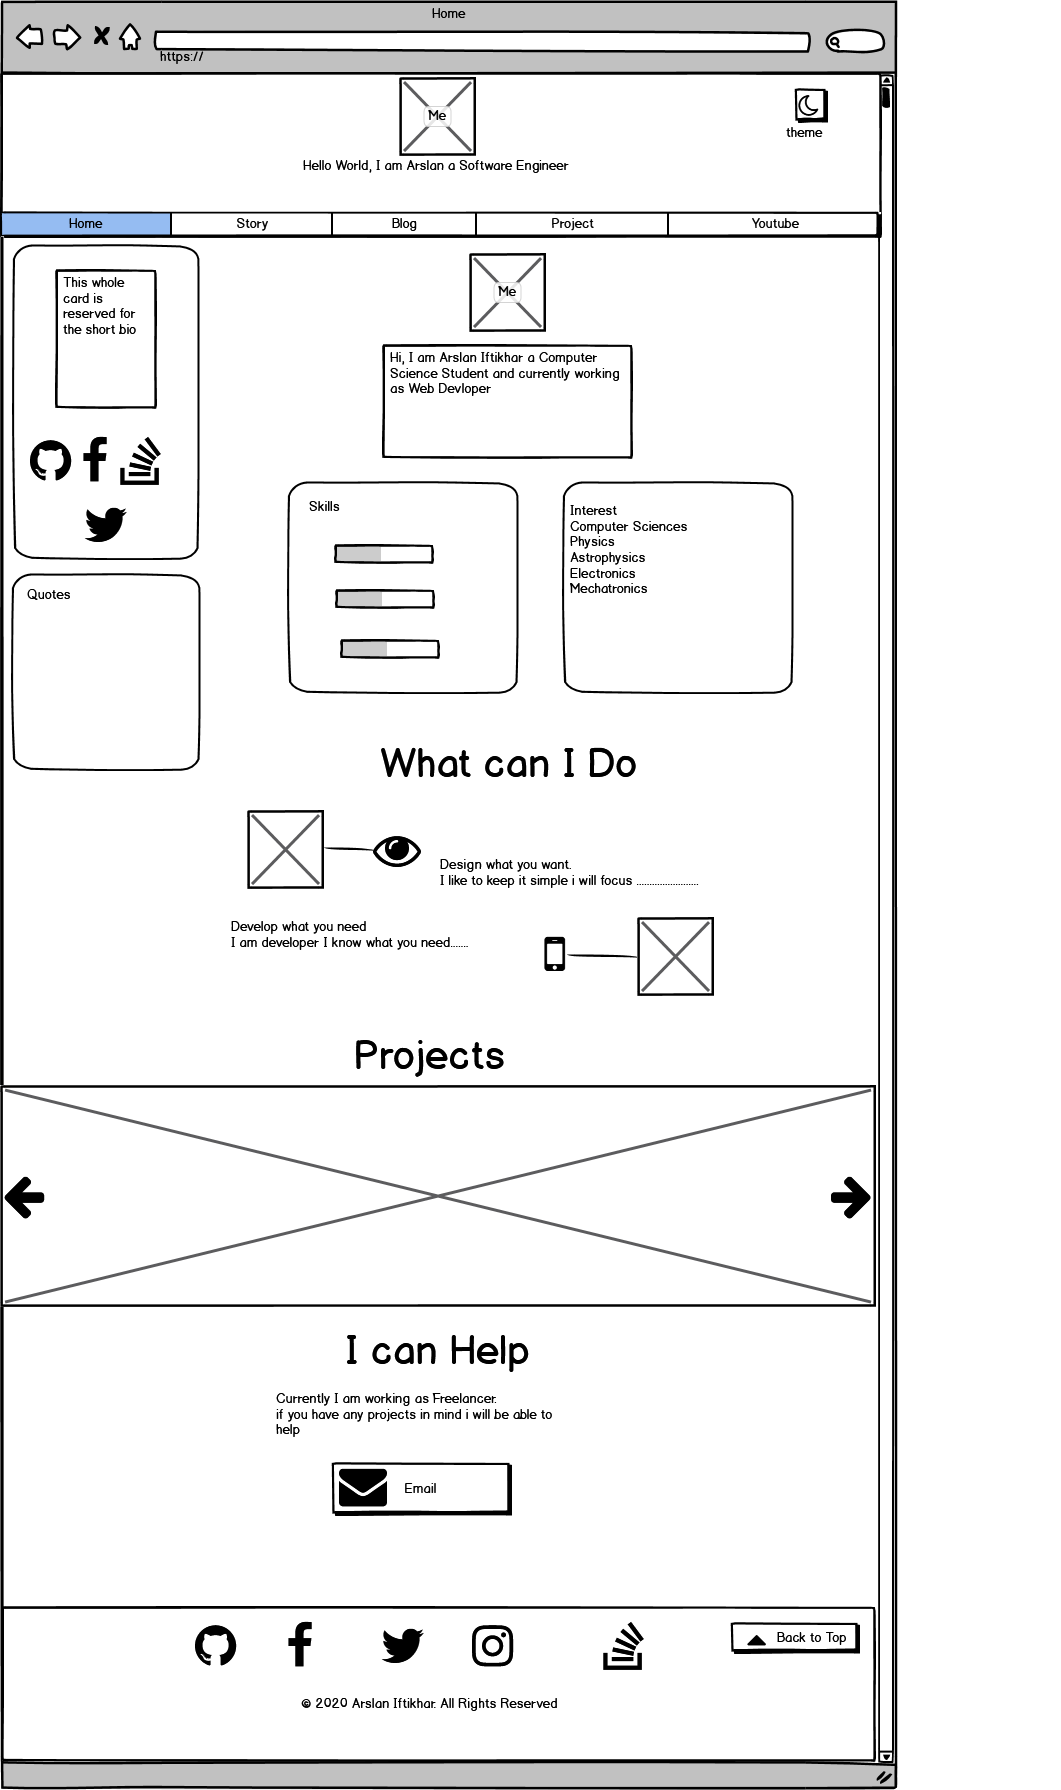 Home
https://
Me
theme
Hello World, I am Arslan a Software Engineer
Home
Story
Blog
Project
Youtube
This whole
card is
reserved for
the short bio
Me
Hi, I am Arslan Iftikhar a Computer
Science Student and currently working
as Web Devloper
Quotes
Skills
Interest
Computer Sciences
Physics
Astrophysics
Electronics
Mechatronics
What can I Do
Design what you want.
I like to keep it simple i will focus ........................
Develop what you need
I am developer I know what you need.......
Projects
I can Help
Currently I am working as Freelancer.
if you have any projects in mind i will be able to
help
Email
Back to Top
© 2020 Arslan Iftikhar. All Rights Reserved